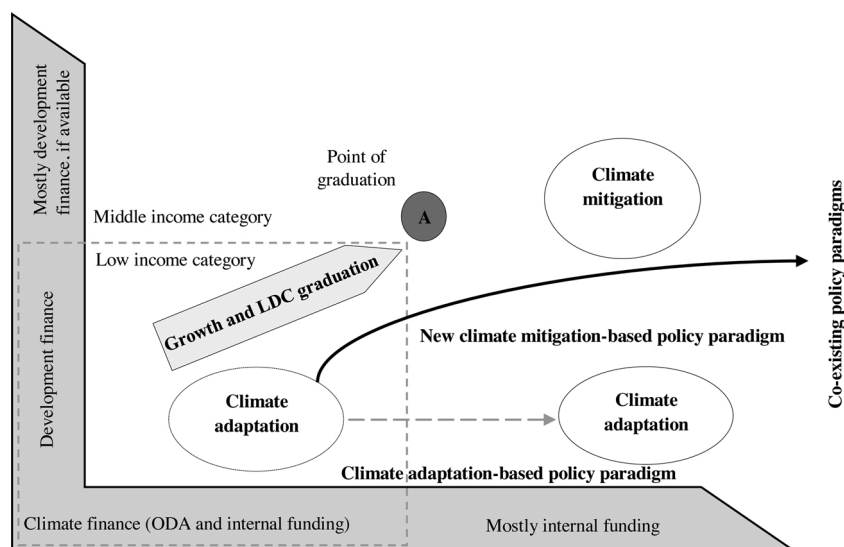 Mostly development
finance. if available
Development finance
Point of
graduation
A
Middle income category
Low income category
Growth and LDC graduation
Climate
mitigation
New climate mitigation-based policy paradigm
Climate
adaptation
Climate
adaptation
Climate adaptation-based policy paradigm
Climate finance (ODA and internal funding)
Mostly internal funding
Co-existing policy paradigms